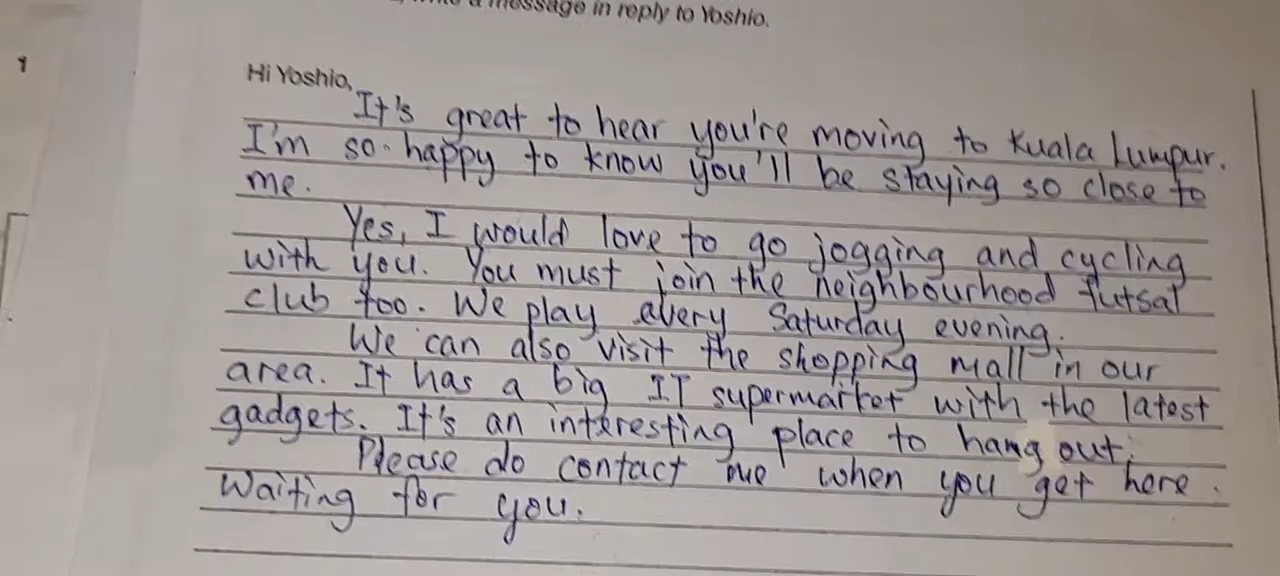 a message in reply to Yoshio.
1
Hi Yoshio,
It's great to hear you're moving to Kuala Lumpur.
I'm so happy to know you'll be staying so close to
me.
Yes, I would love to go jogging and cycling
with you. You must join the neighbourhood futsal
club too. We play every Saturday evening.
We can also visit the shopping mall in our
area. It has a big IT supermarket with the latest
gadgets. It's an interesting place to hang out.
Please do contact me when you get here.
Waiting for you.